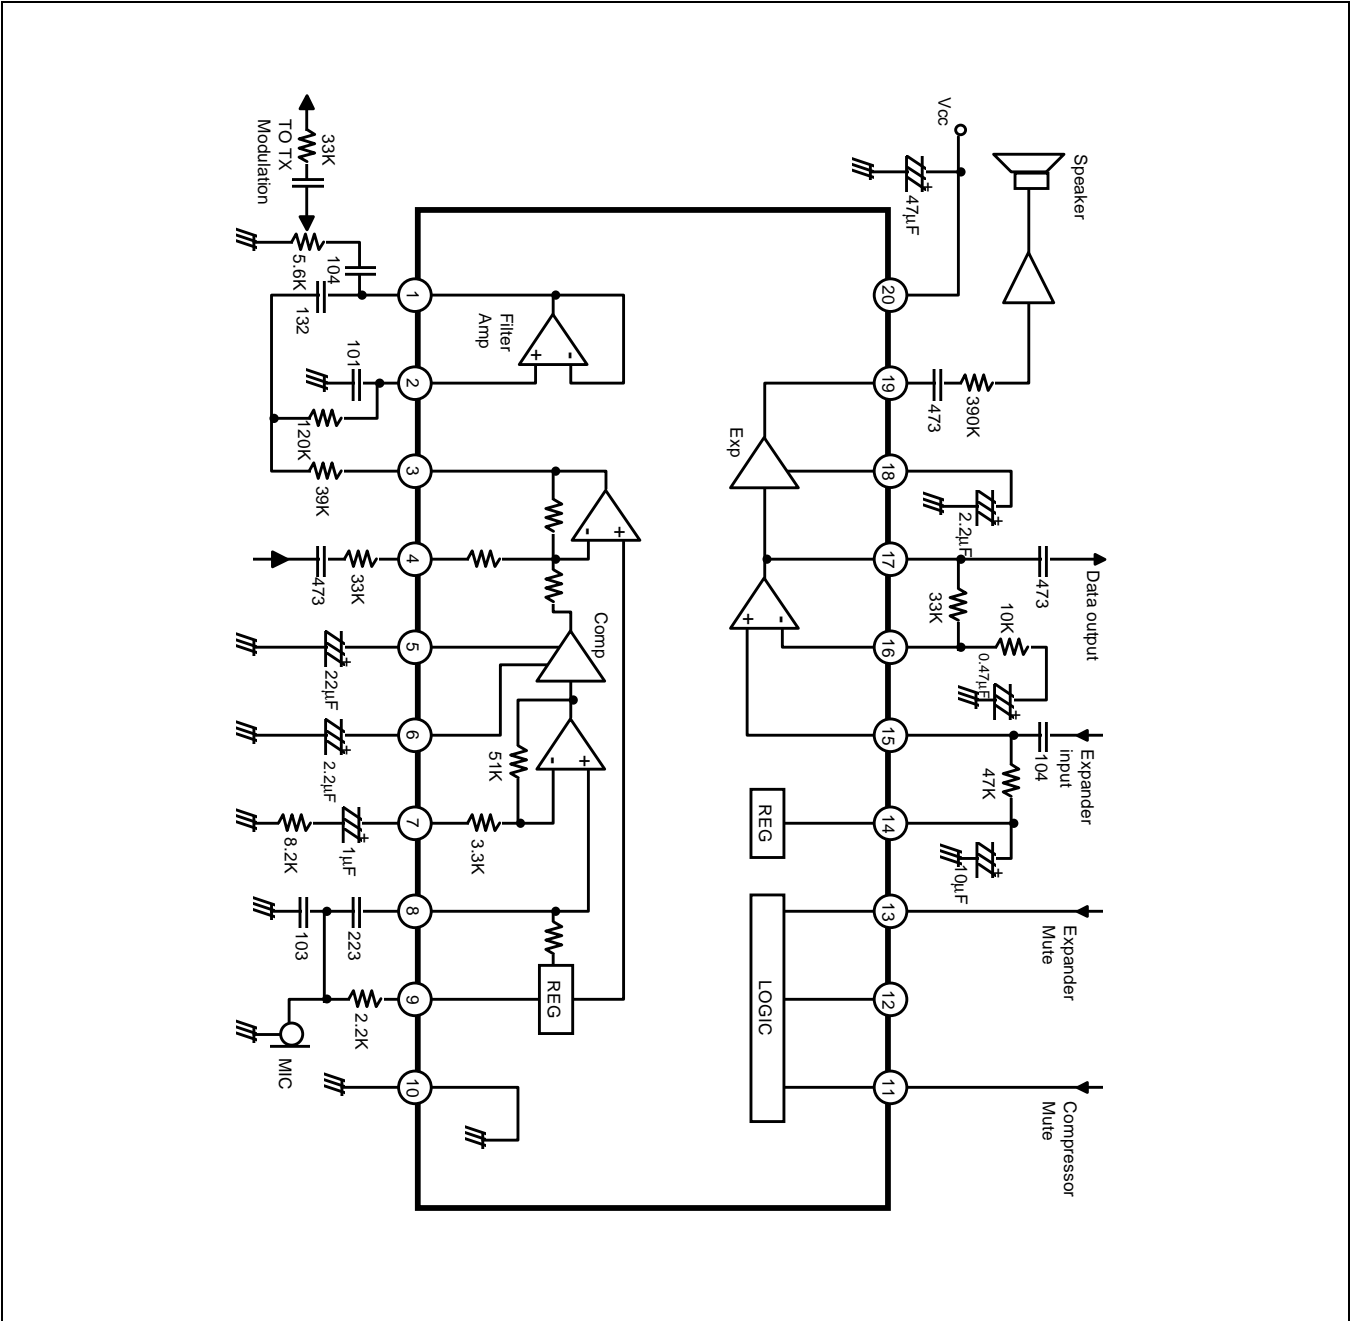 Speaker
Vcc
47µF
20
19
473
390K
18
2.2µF
17
473
Data output
33K
10K
16
0.47µF
15
104
Expander
input
47K
14
10µF
13
Expander
Mute
12
11
Compressor
Mute
Exp
+
-
REG
LOGIC
33K
TO TX
Modulation
5.6K
104
1
132
101
2
120K
3
39K
4
33K
473
5
22µF
+
6
2.2µF
+
7
1µF
+
8.2K
8
223
103
9
2.2K
MIC
10
Filter
Amp
+
-
-
+
Comp
51K
-
+
3.3K
REG
+
+
+
+
+